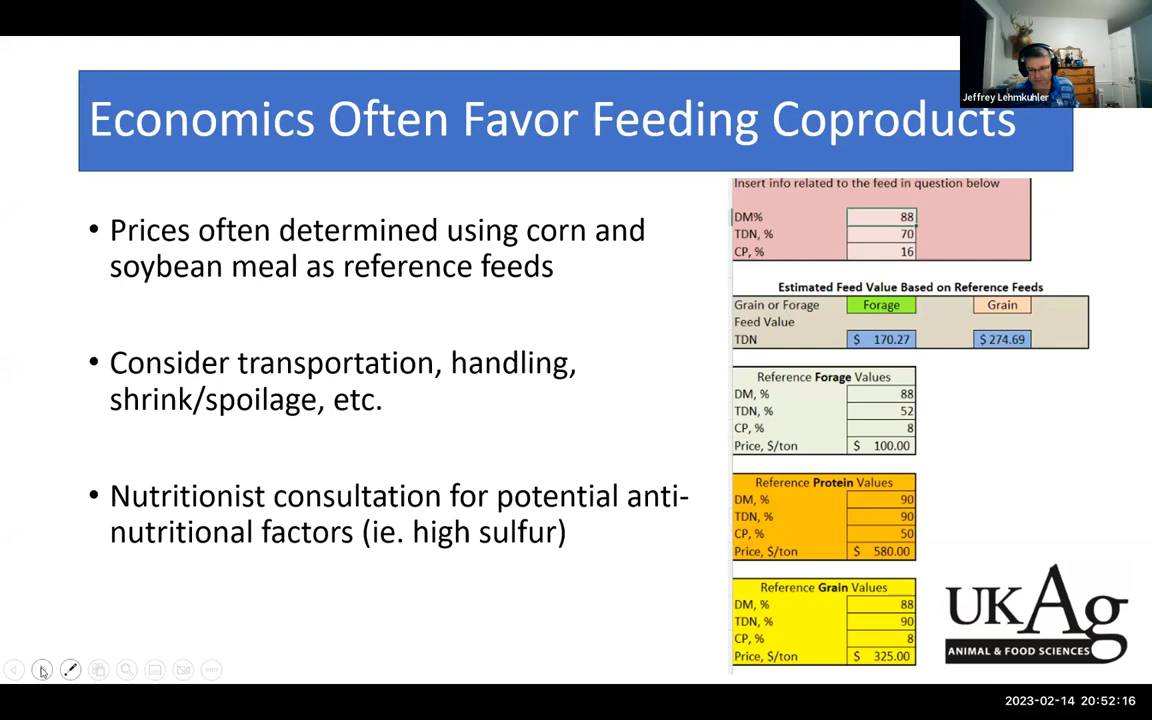 Jeffrey Lehmkuhler
Economics Often Favor Feeding Coproducts
• Prices often determined using corn and
soybean meal as reference feeds
• Consider transportation, handling,
shrink/spoilage, etc.
• Nutritionist consultation for potential anti-
nutritional factors (ie. high sulfur)
Insert info related to the feed in question below
DM% 88
TDN, % 70
CP, % 16
Estimated Feed Value Based on Reference Feeds
Grain or Forage Forage Grain
Feed Value
TDN $ 170.27 $ 274.69
Reference Forage Values
DM, % 88
TDN, % 52
CP, % 8
Price, $/ton $ 100.00
Reference Protein Values
DM, % 90
TDN, % 90
CP, % 50
Price, $/ton $ 580.00
Reference Grain Values
DM, % 88
TDN, % 90
CP, % 8
Price, $/ton $ 325.00
UKAg
ANIMAL & FOOD SCIENCES
2023-02-14 20:52:16